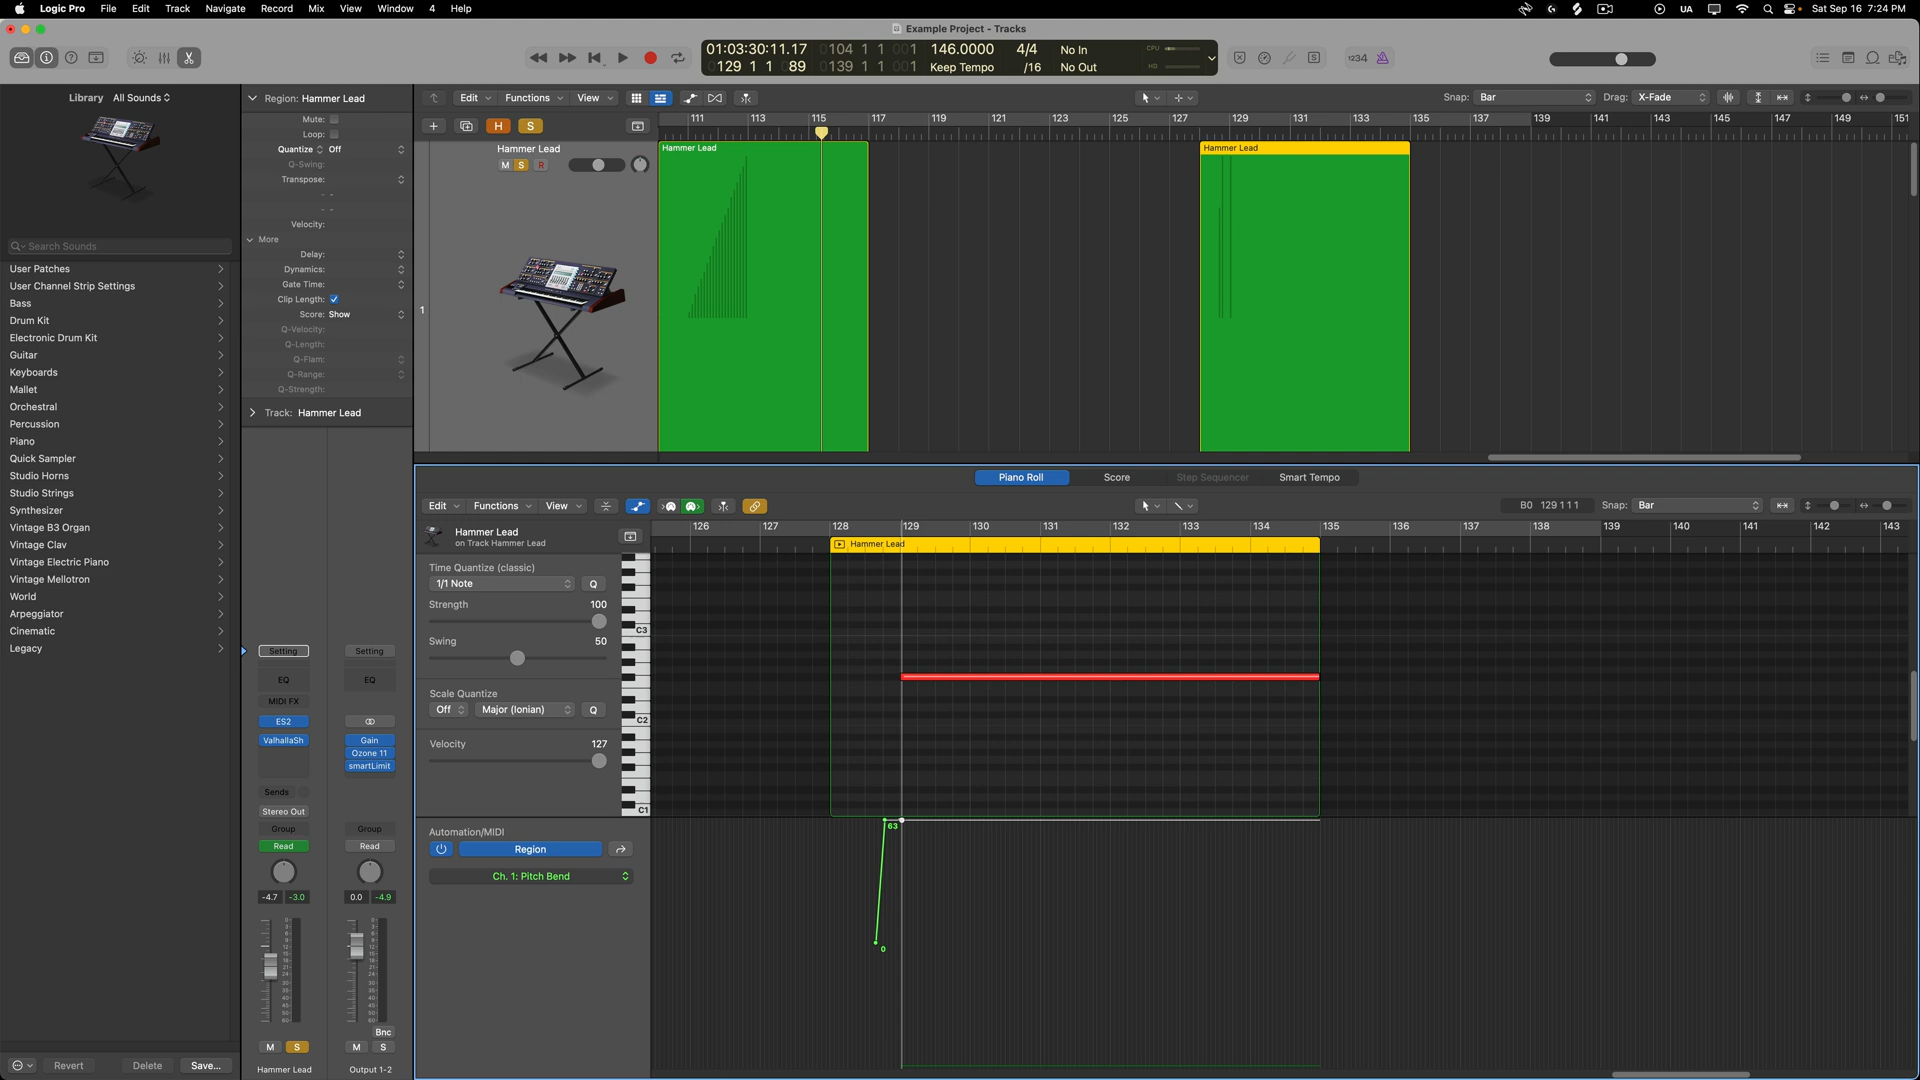 Logic Pro File Edit Track Navigate Record Mix View Window 4 Help
UA Sat Sep 16 7:24 PM
Example Project - Tracks
01:03:30:11.17 0104 1 1 001 146.0000 4/4 No In CPU
0129 1 1 089 0139 1 1 001 Keep Tempo /16 No Out HD
1234
Library All Sounds
Search Sounds
User Patches
User Channel Strip Settings
Bass
Drum Kit
Electronic Drum Kit
Guitar
Keyboards
Mallet
Orchestral
Percussion
Piano
Quick Sampler
Studio Horns
Studio Strings
Synthesizer
Vintage B3 Organ
Vintage Clav
Vintage Electric Piano
Vintage Mellotron
World
Arpeggiator
Cinematic
Legacy
Revert Delete Save...
Region: Hammer Lead
Mute:
Loop:
Quantize Off
Q-Swing:
Transpose:
- -
- -
Velocity:
More
Delay:
Dynamics:
Gate Time:
Clip Length:
Score: Show
Q-Velocity:
Q-Length:
Q-Flam:
Q-Range:
Q-Strength:
Track: Hammer Lead
Setting Setting
EQ EQ
MIDI FX
ES2
ValhallaSh Gain
Ozone 11
smartLimit
Sends
Stereo Out
Group Group
Read Read
-4.7 -3.0 0.0 -4.9
Bnc
M S M S
Hammer Lead Output 1-2
Edit Functions View Snap: Bar Drag: X-Fade
H S
111 113 115 117 119 121 123 125 127 129 131 133 135 137 139 141 143 145 147 149 151
1
Hammer Lead
M S R
Hammer Lead
Hammer Lead
Piano Roll Score Step Sequencer Smart Tempo
Edit Functions View B0 129 1 1 1 Snap: Bar
126 127 128 129 130 131 132 133 134 135 136 137 138 139 140 141 142 143
Hammer Lead
on Track Hammer Lead
Hammer Lead
Time Quantize (classic)
1/1 Note Q
Strength 100
Swing 50
Scale Quantize
Off Major (Ionian) Q
Velocity 127
C3
C2
C1
Automation/MIDI
Region
Ch. 1: Pitch Bend
63
0